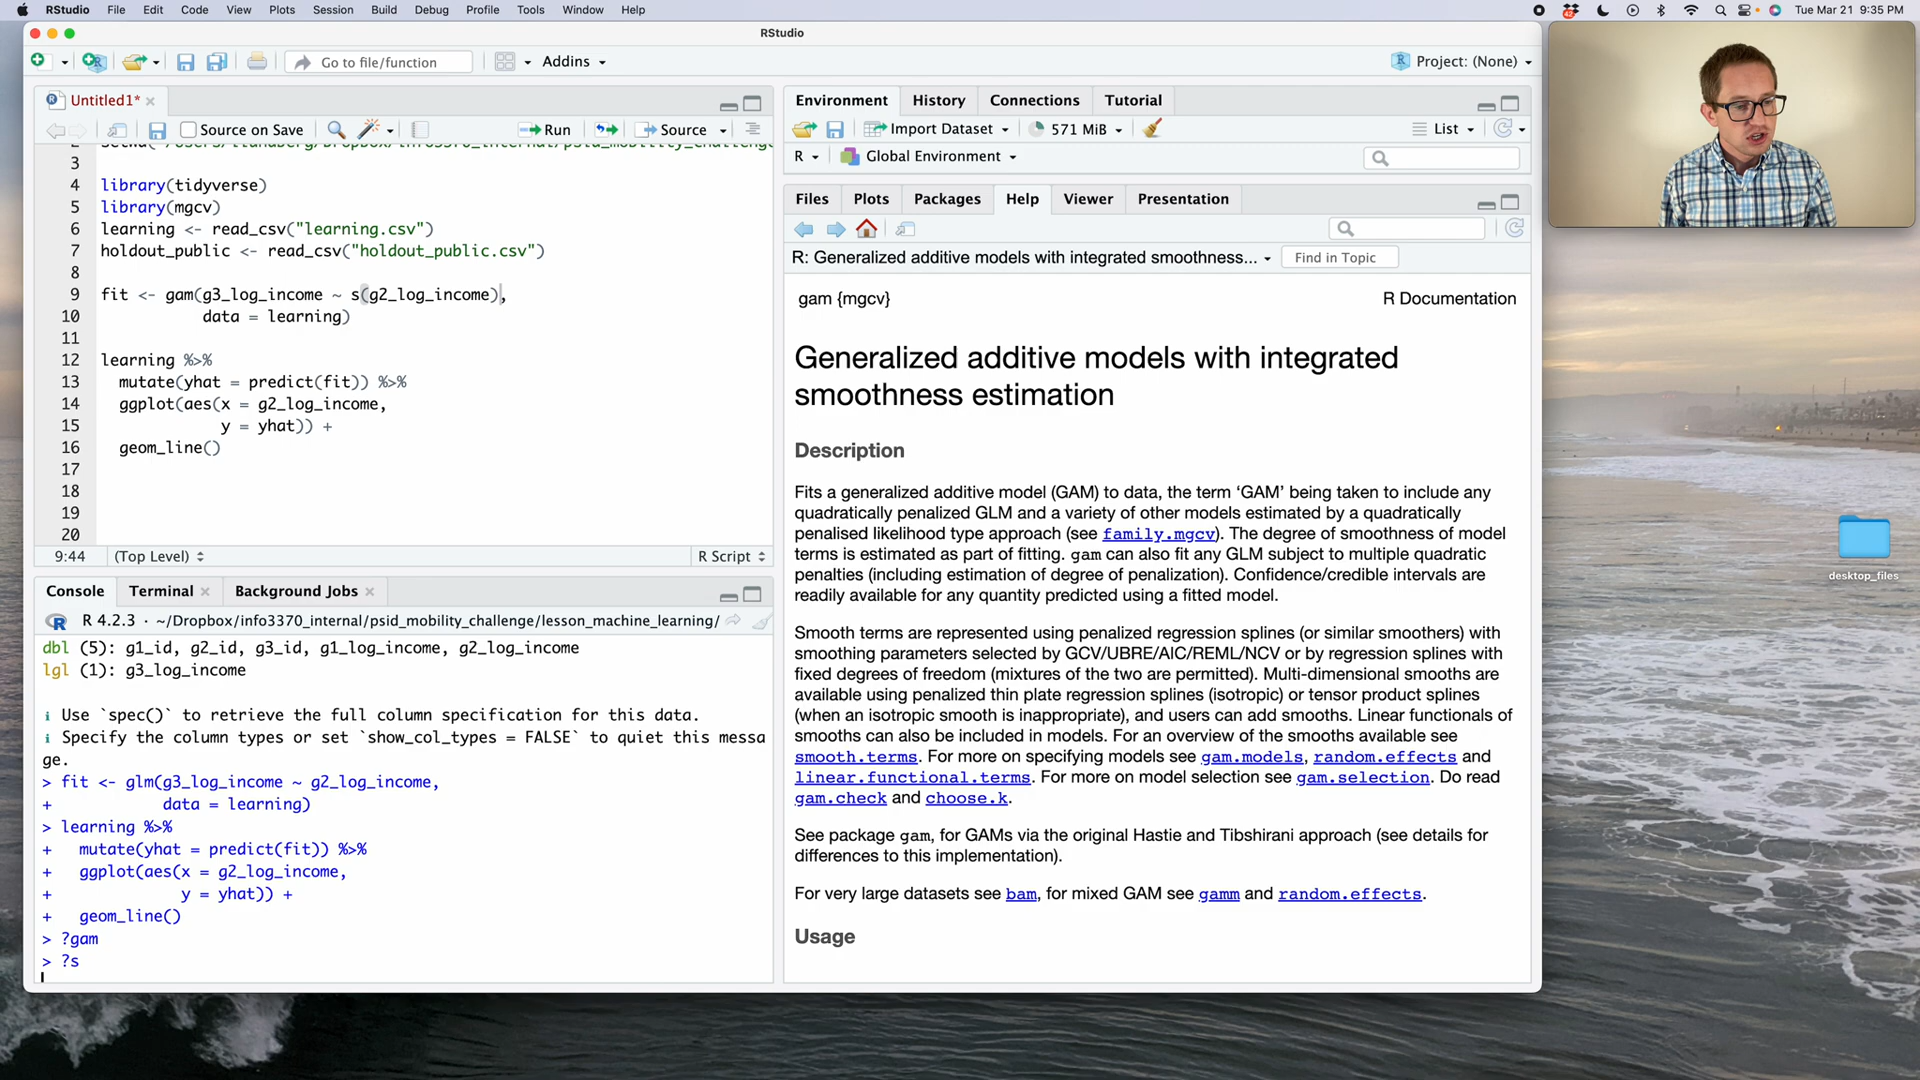 RStudio File Edit Code View Plots Session Build Debug Profile Tools Window Help
Tue Mar 21 9:35 PM
RStudio
Go to file/function
Addins
Project: (None)
Untitled1*
Source on Save
Run
Source
3
4 library(tidyverse)
5 library(mgcv)
6 learning <- read_csv("learning.csv")
7 holdout_public <- read_csv("holdout_public.csv")
8
9 fit <- gam(g3_log_income ~ s(g2_log_income),
10 data = learning)
11
12 learning %>%
13 mutate(yhat = predict(fit)) %>%
14 ggplot(aes(x = g2_log_income,
15 y = yhat)) +
16 geom_line()
17
18
19
20
9:44 (Top Level) R Script
Console Terminal Background Jobs
R 4.2.3 · ~/Dropbox/info3370_internal/psid_mobility_challenge/lesson_machine_learning/
dbl (5): g1_id, g2_id, g3_id, g1_log_income, g2_log_income
lgl (1): g3_log_income
i Use `spec()` to retrieve the full column specification for this data.
i Specify the column types or set `show_col_types = FALSE` to quiet this messa
ge.
> fit <- glm(g3_log_income ~ g2_log_income,
+ data = learning)
> learning %>%
+ mutate(yhat = predict(fit)) %>%
+ ggplot(aes(x = g2_log_income,
+ y = yhat)) +
+ geom_line()
> ?gam
> ?s
Environment History Connections Tutorial
Import Dataset 571 MiB List
R Global Environment
Files Plots Packages Help Viewer Presentation
R: Generalized additive models with integrated smoothness... Find in Topic
gam {mgcv} R Documentation
Generalized additive models with integrated
smoothness estimation
Description
Fits a generalized additive model (GAM) to data, the term ‘GAM’ being taken to include any
quadratically penalized GLM and a variety of other models estimated by a quadratically
penalised likelihood type approach (see family.mgcv). The degree of smoothness of model
terms is estimated as part of fitting. gam can also fit any GLM subject to multiple quadratic
penalties (including estimation of degree of penalization). Confidence/credible intervals are
readily available for any quantity predicted using a fitted model.
Smooth terms are represented using penalized regression splines (or similar smoothers) with
smoothing parameters selected by GCV/UBRE/AIC/REML/NCV or by regression splines with
fixed degrees of freedom (mixtures of the two are permitted). Multi-dimensional smooths are
available using penalized thin plate regression splines (isotropic) or tensor product splines
(when an isotropic smooth is inappropriate), and users can add smooths. Linear functionals of
smooths can also be included in models. For an overview of the smooths available see
smooth.terms. For more on specifying models see gam.models, random.effects and
linear.functional.terms. For more on model selection see gam.selection. Do read
gam.check and choose.k.
See package gam, for GAMs via the original Hastie and Tibshirani approach (see details for
differences to this implementation).
For very large datasets see bam, for mixed GAM see gamm and random.effects.
Usage
desktop_files